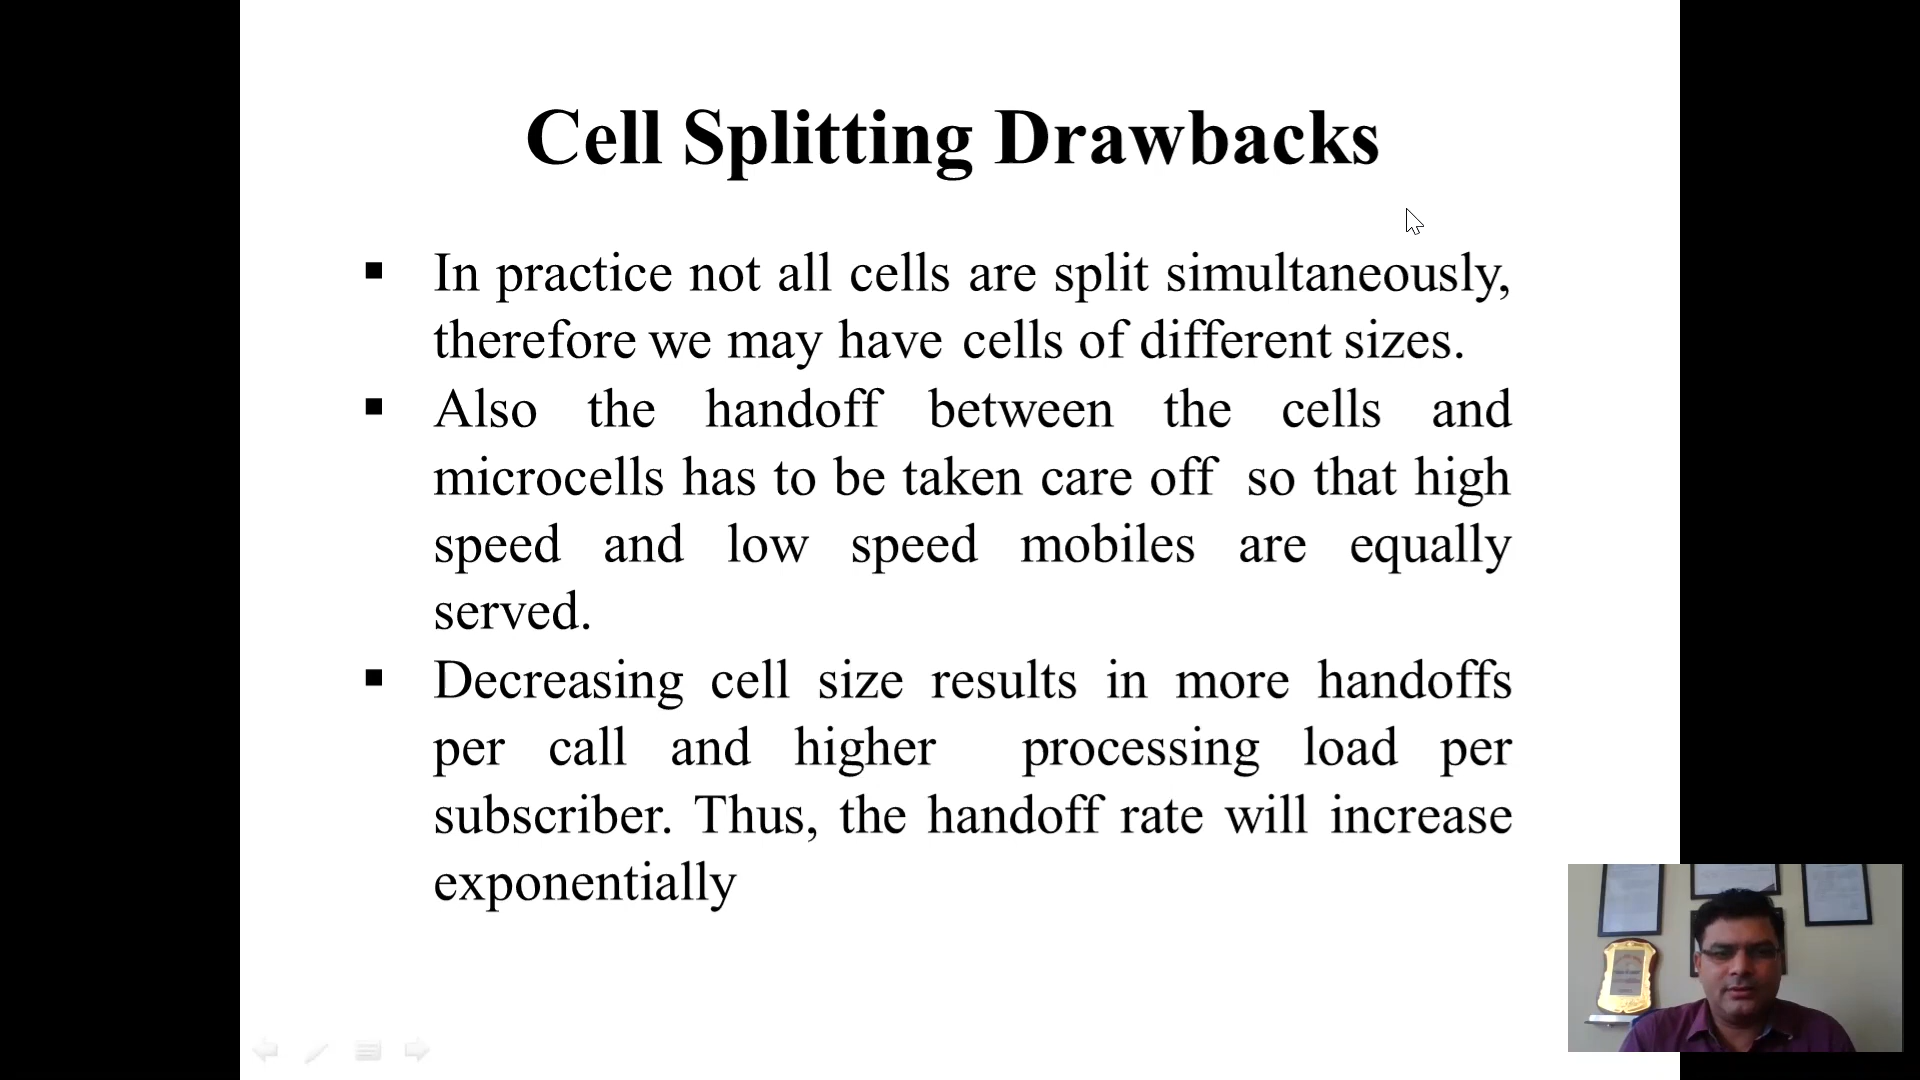 Cell Splitting Drawbacks
▪ In practice not all cells are split simultaneously,
therefore we may have cells of different sizes.
▪ Also the handoff between the cells and
microcells has to be taken care off so that high
speed and low speed mobiles are equally
served.
▪ Decreasing cell size results in more handoffs
per call and higher processing load per
subscriber. Thus, the handoff rate will increase
exponentially